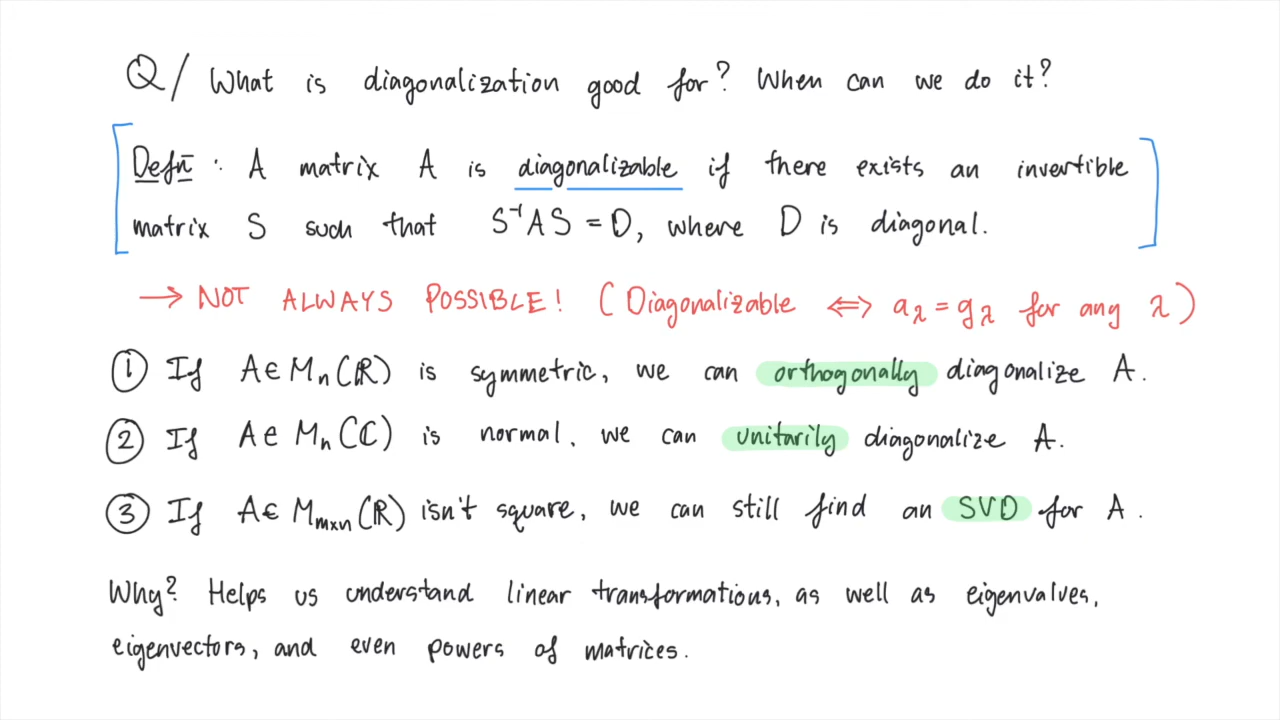 Q/ What is diagonalization good for? When can we do it?
Defn: A matrix A is diagonalizable if there exists an invertible
matrix S such that S⁻¹AS = D, where D is diagonal.
→ NOT ALWAYS POSSIBLE! (Diagonalizable ⇔ a_λ = g_λ for any λ)
① If A ∈ Mₙ(ℝ) is symmetric, we can orthogonally diagonalize A.
② If A ∈ Mₙ(ℂ) is normal, we can unitarily diagonalize A.
③ If A ∈ Mₘₓₙ(ℝ) isn't square, we can still find an SVD for A.
Why? Helps us understand linear transformations, as well as eigenvalves,
eigenvectors, and even powers of matrices.